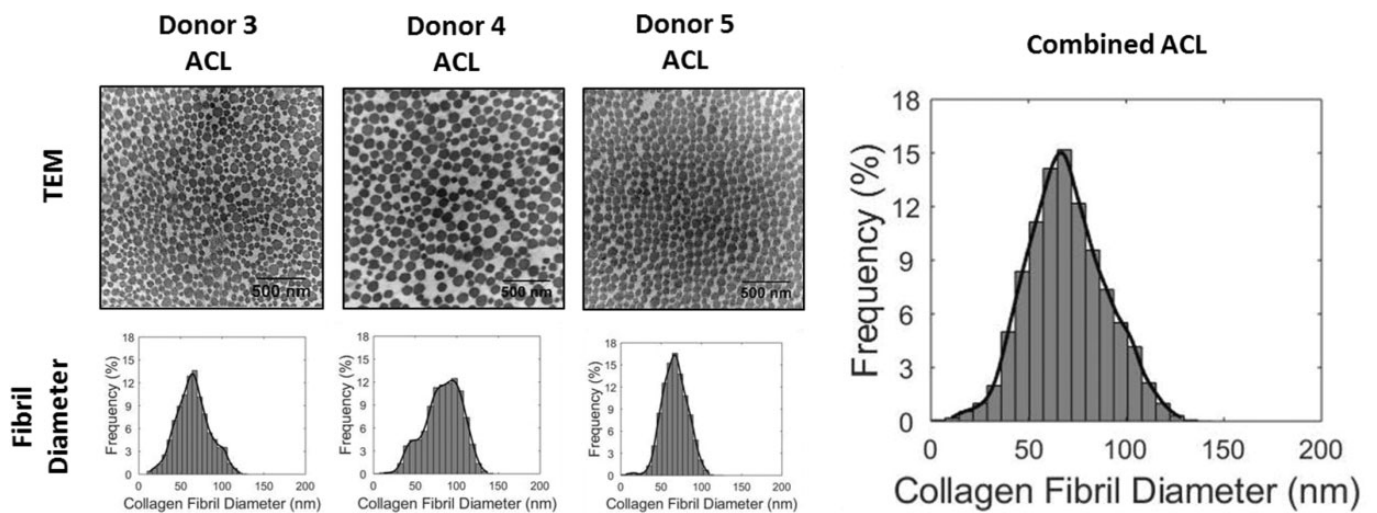 Donor 3
ACL
Donor 4
ACL
Donor 5
ACL
TEM
500 nm
500 nm
500 nm
Fibril
Diameter
Frequency (%)
18
15
12
9
6
3
0
0
50
100
150
200
Collagen Fibril Diameter (nm)
Frequency (%)
18
15
12
9
6
3
0
0
50
100
150
200
Collagen Fibril Diameter (nm)
Frequency (%)
18
15
12
9
6
3
0
0
50
100
150
200
Collagen Fibril Diameter (nm)
Combined ACL
Frequency (%)
18
15
12
9
6
3
0
0
50
100
150
200
Collagen Fibril Diameter (nm)